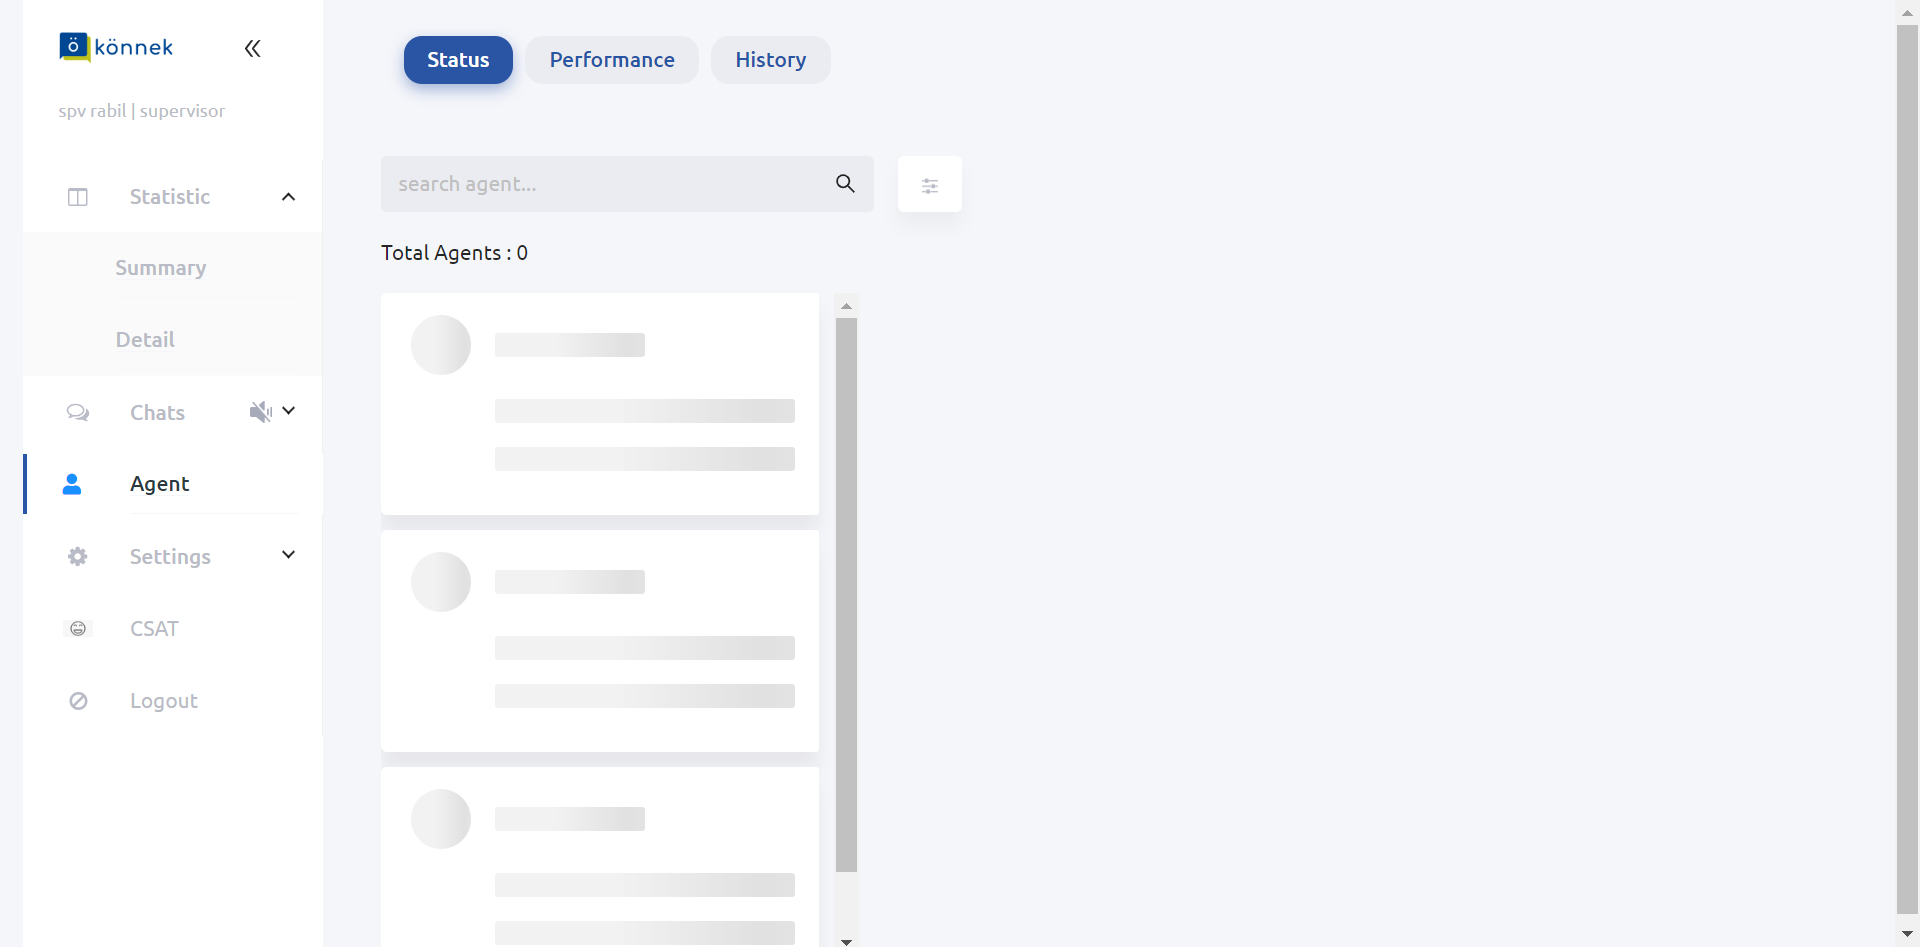 könnek
spv rabil | supervisor
Statistic
Summary
Detail
Chats
Agent
Settings
CSAT
Logout
Status
Performance
History
search agent...
Total Agents : 0